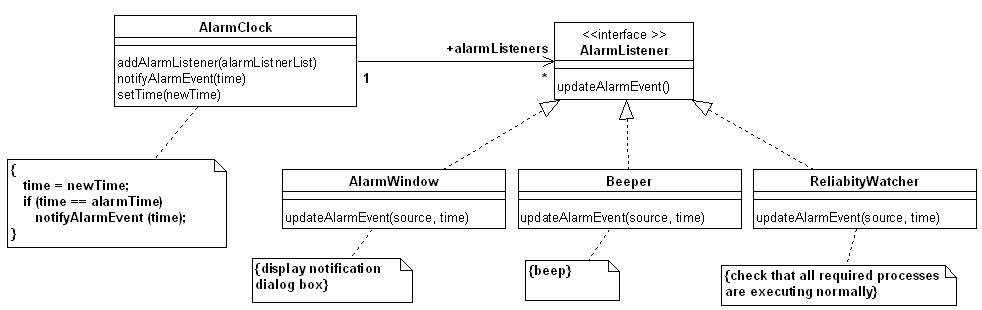 AlarmClock
addAlarmListener(alarmListnerList)
notifyAlarmEvent(time)
setTime(newTime)
+alarmListeners
1
*
<<interface >>
AlarmListener
updateAlarmEvent()
{
time = newTime;
if (time == alarmTime)
notifyAlarmEvent (time);
}
AlarmWindow
updateAlarmEvent(source, time)
Beeper
updateAlarmEvent(source, time)
ReliabityWatcher
updateAlarmEvent(source, time)
{display notification
dialog box}
{beep}
{check that all required processes
are executing normally}